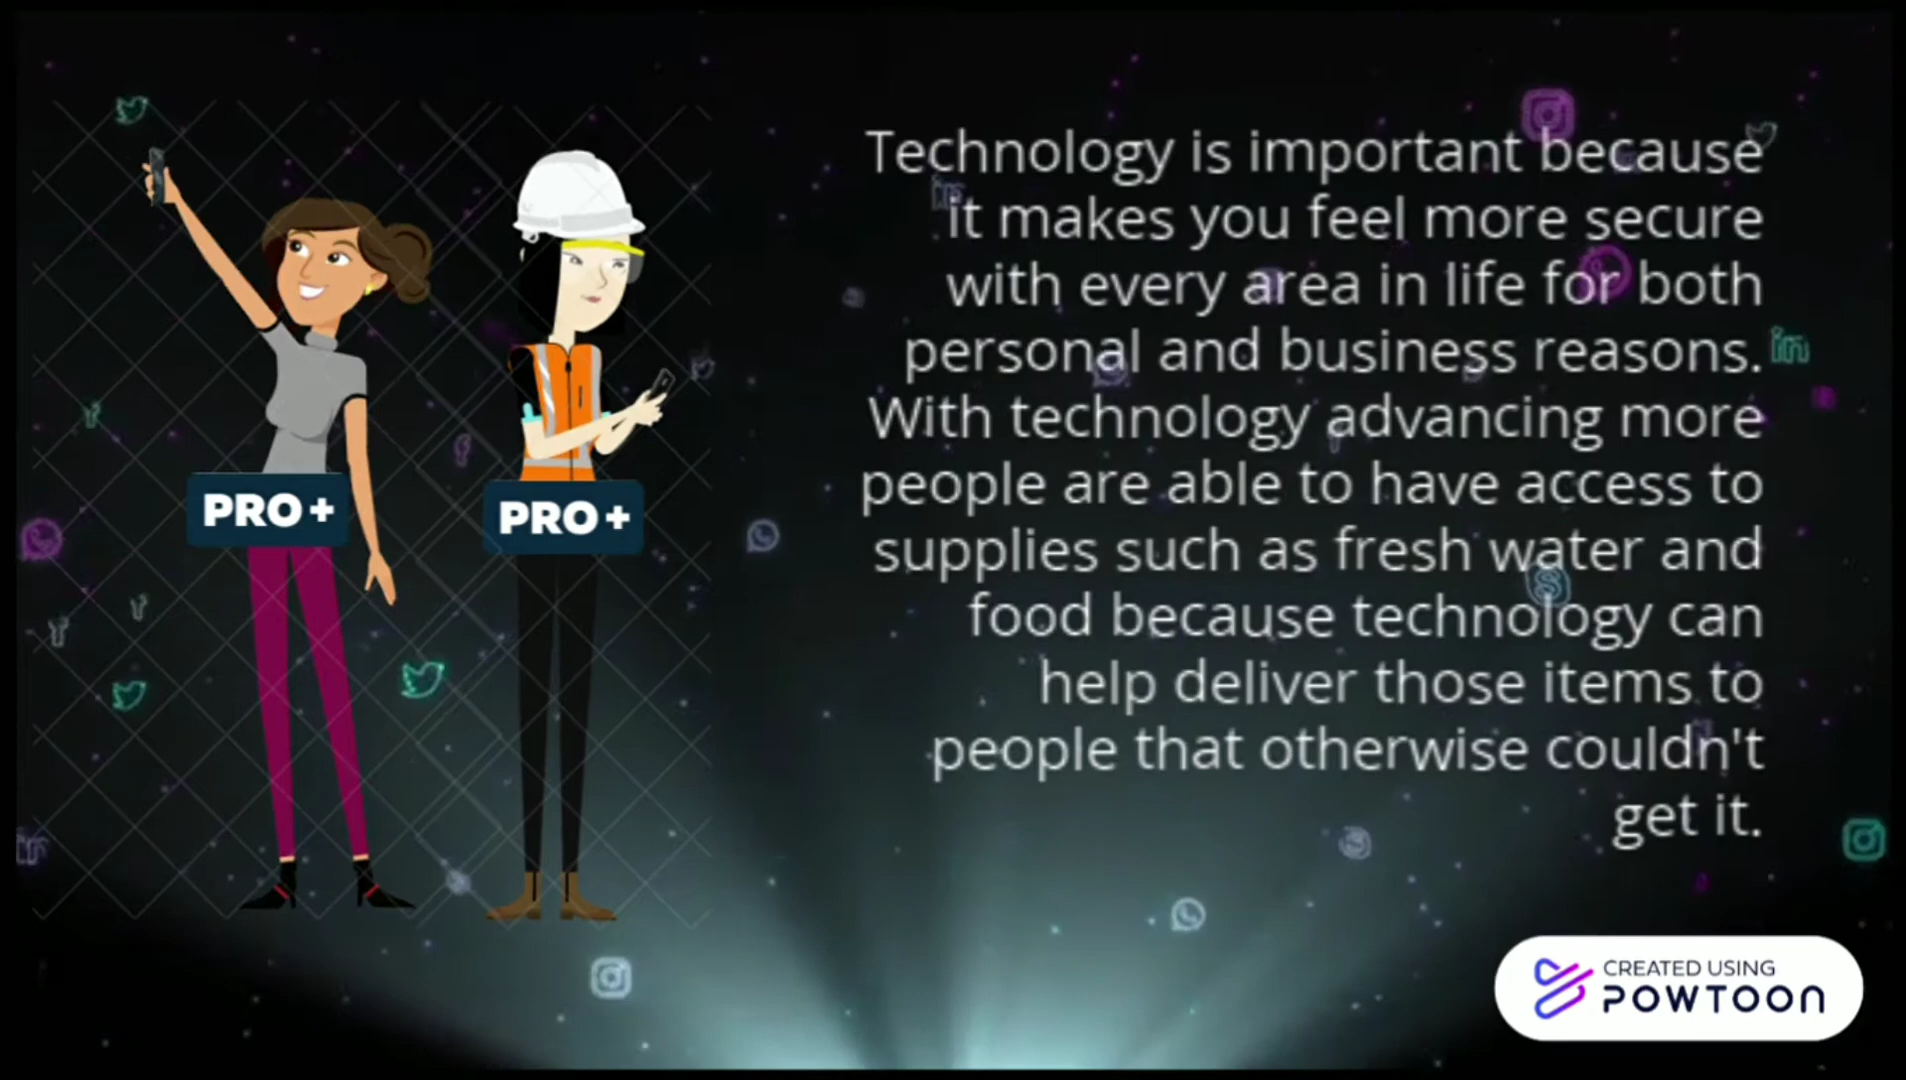 Technology is important because
it makes you feel more secure
with every area in life for both
personal and business reasons.
With technology advancing more
people are able to have access to
supplies such as fresh water and
food because technology can
help deliver those items to
people that otherwise couldn't
get it.
PRO+
PRO+
CREATED USING
POWTOON